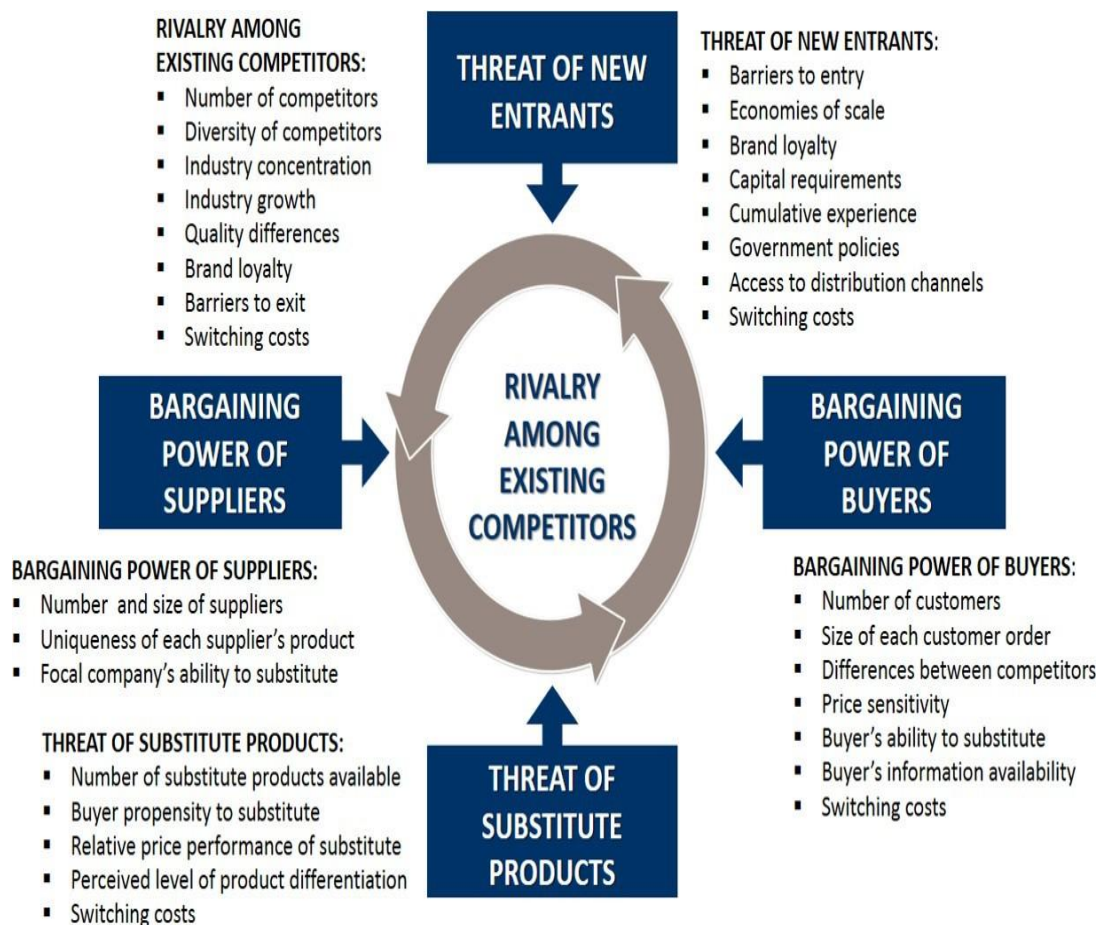 RIVALRY AMONG
EXISTING COMPETITORS:
▪ Number of competitors
▪ Diversity of competitors
▪ Industry concentration
▪ Industry growth
▪ Quality differences
▪ Brand loyalty
▪ Barriers to exit
▪ Switching costs
THREAT OF NEW
ENTRANTS
THREAT OF NEW ENTRANTS:
▪ Barriers to entry
▪ Economies of scale
▪ Brand loyalty
▪ Capital requirements
▪ Cumulative experience
▪ Government policies
▪ Access to distribution channels
▪ Switching costs
BARGAINING
POWER OF
SUPPLIERS
RIVALRY
AMONG
EXISTING
COMPETITORS
BARGAINING
POWER OF
BUYERS
BARGAINING POWER OF SUPPLIERS:
▪ Number and size of suppliers
▪ Uniqueness of each supplier's product
▪ Focal company's ability to substitute
BARGAINING POWER OF BUYERS:
▪ Number of customers
▪ Size of each customer order
▪ Differences between competitors
▪ Price sensitivity
▪ Buyer's ability to substitute
▪ Buyer's information availability
▪ Switching costs
THREAT OF SUBSTITUTE PRODUCTS:
▪ Number of substitute products available
▪ Buyer propensity to substitute
▪ Relative price performance of substitute
▪ Perceived level of product differentiation
▪ Switching costs
THREAT OF
SUBSTITUTE
PRODUCTS